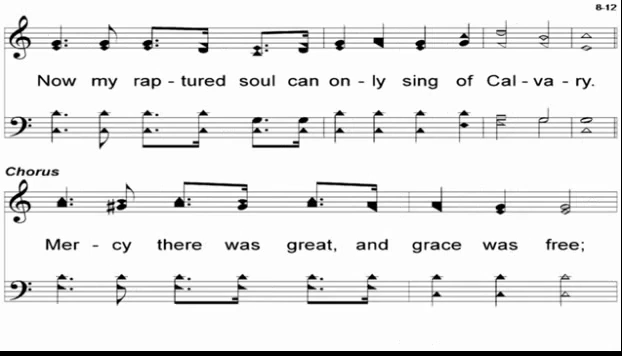 8-12
Now my rap - tured soul can on - ly sing of Cal - va - ry.
Chorus
Mer - cy there was great, and grace was free;